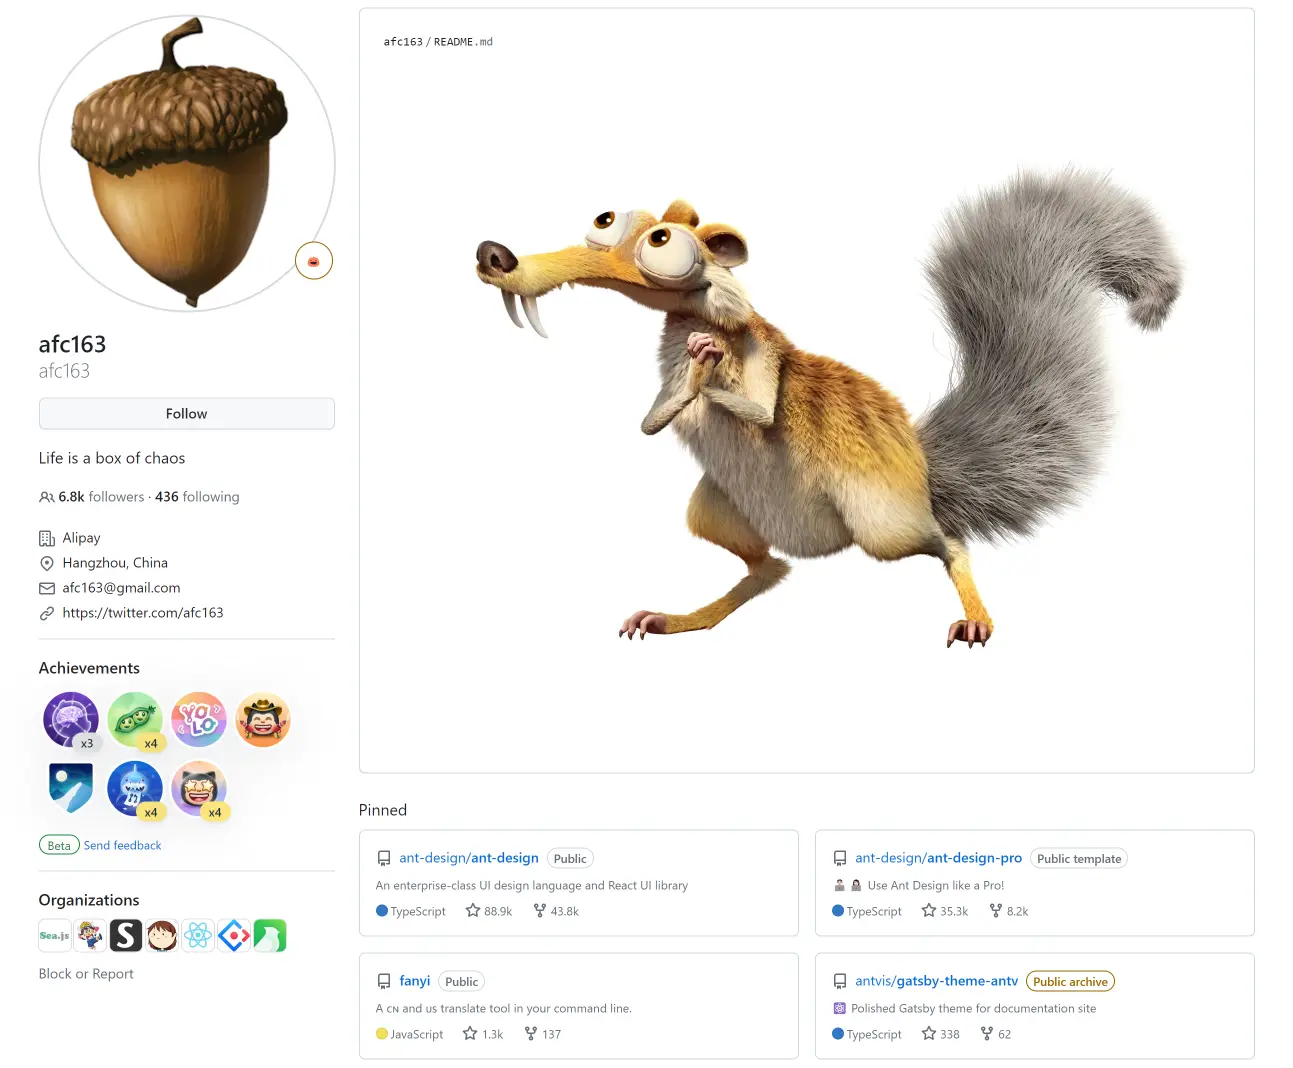 afc163 / README.md
afc163
afc163
Follow
Life is a box of chaos
6.8k followers · 436 following
Alipay
Hangzhou, China
afc163@gmail.com
https://twitter.com/afc163
Achievements
x3
x4
YOLO
x4
x4
Beta Send feedback
Organizations
Sea.js
S
Block or Report
Pinned
ant-design/ant-design Public
An enterprise-class UI design language and React UI library
TypeScript 88.9k 43.8k
ant-design/ant-design-pro Public template
Use Ant Design like a Pro!
TypeScript 35.3k 8.2k
fanyi Public
A CN and US translate tool in your command line.
JavaScript 1.3k 137
antvis/gatsby-theme-antv Public archive
Polished Gatsby theme for documentation site
TypeScript 338 62